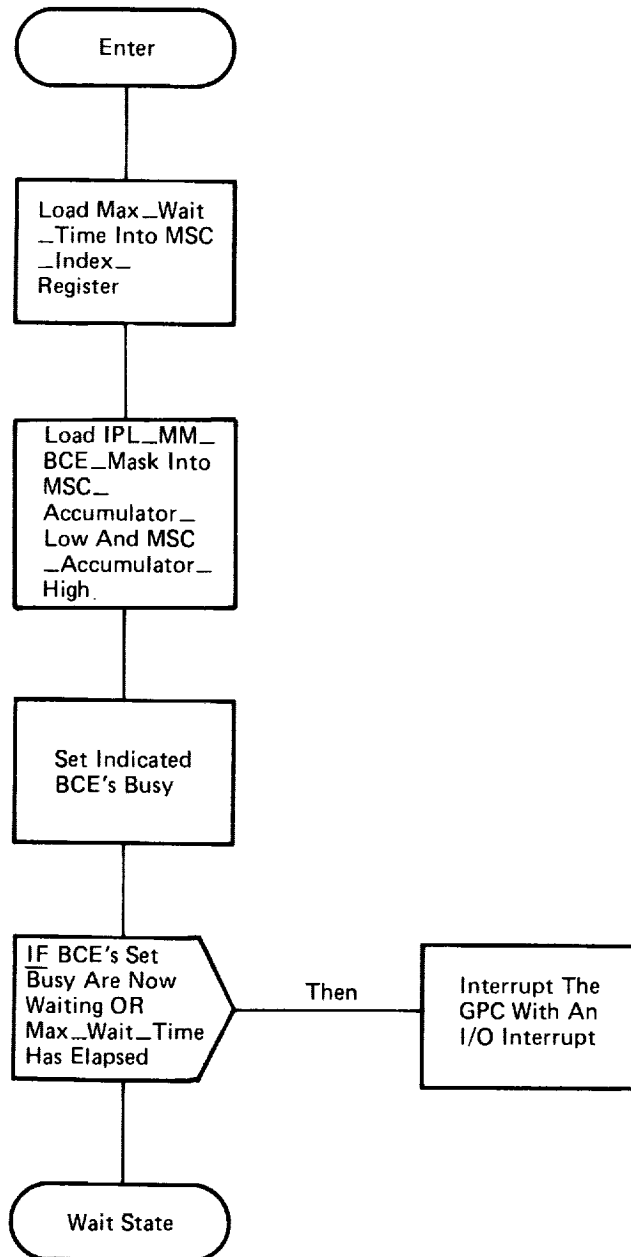 Enter
Load Max_Wait
_Time Into MSC
_Index_
Register
Load IPL_MM_
BCE_Mask Into
MSC_
Accumulator_
Low And MSC
_Accumulator_
High.
Set Indicated
BCE's Busy
IF BCE's Set
Busy Are Now
Waiting OR
Max_Wait_Time
Has Elapsed
Then
Interrupt The
GPC With An
I/O Interrupt
Wait State